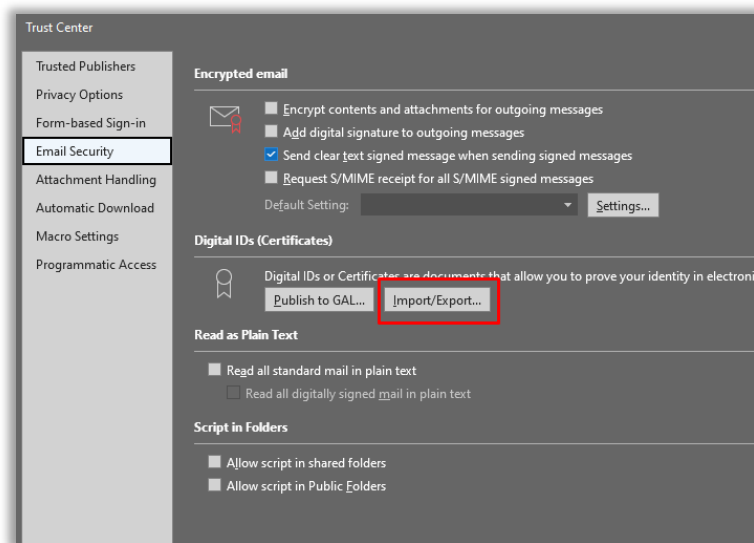 Trust Center
Trusted Publishers
Privacy Options
Form-based Sign-in
Email Security
Attachment Handling
Automatic Download
Macro Settings
Programmatic Access
Encrypted email
Encrypt contents and attachments for outgoing messages
Add digital signature to outgoing messages
Send clear text signed message when sending signed messages
Request S/MIME receipt for all S/MIME signed messages
Default Setting:
Settings...
Digital IDs (Certificates)
Digital IDs or Certificates are documents that allow you to prove your identity in electroni
Publish to GAL... Import/Export...
Read as Plain Text
Read all standard mail in plain text
Read all digitally signed mail in plain text
Script in Folders
Allow script in shared folders
Allow script in Public Folders